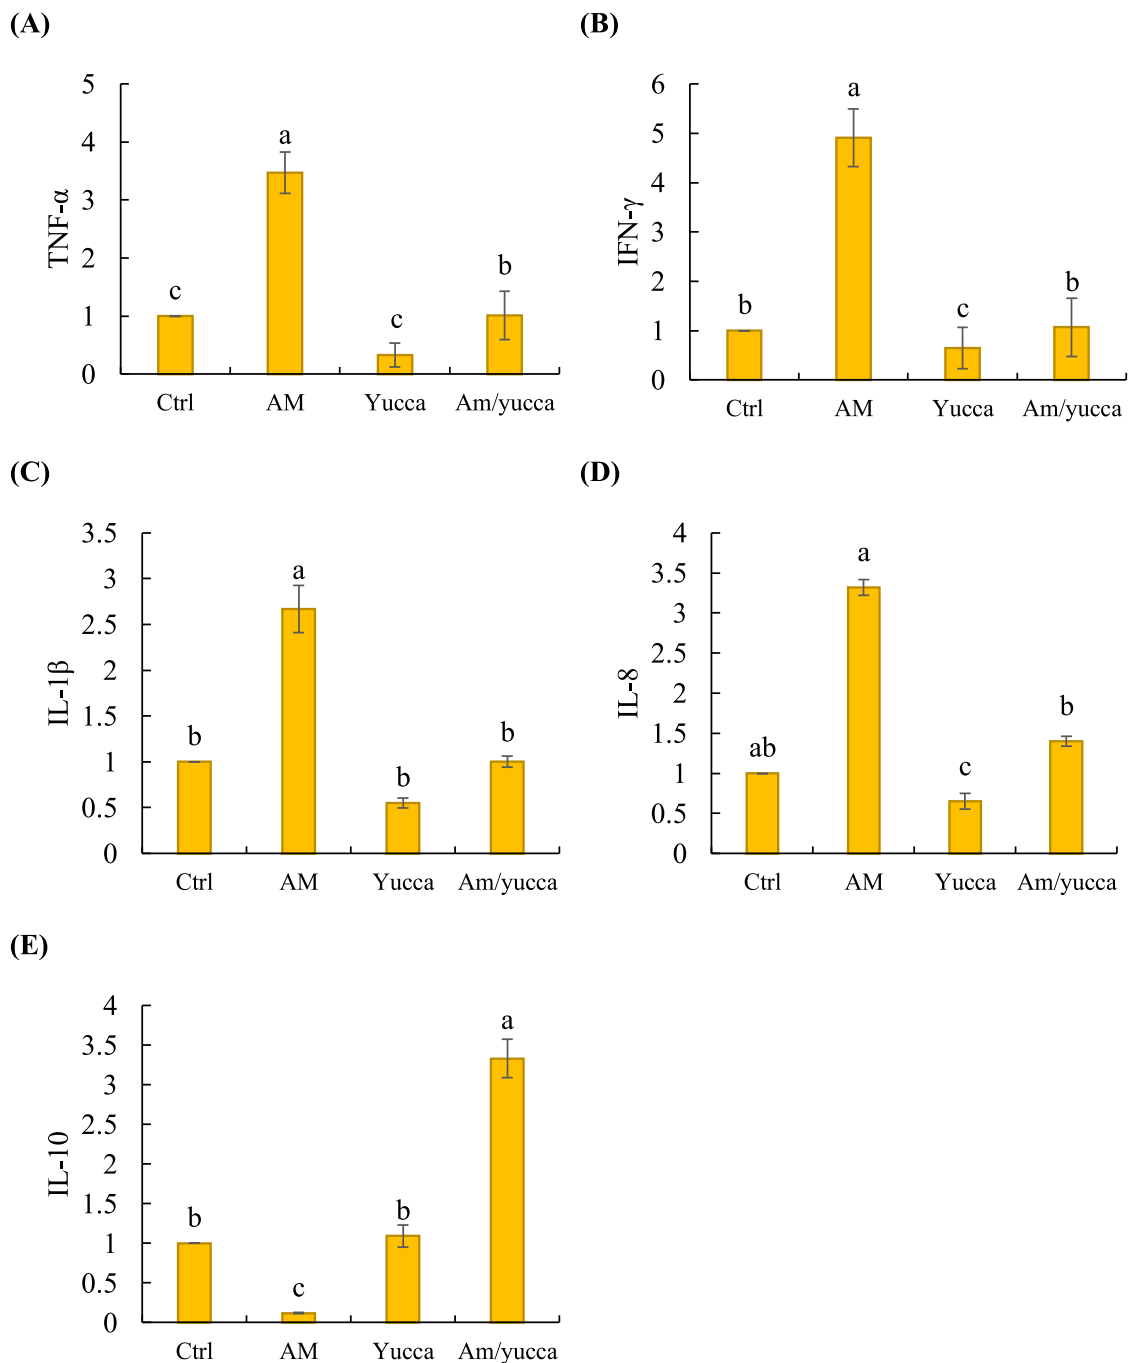 (A)
5
4
3
2
1
0
TNF-α
c
a
c
b
Ctrl AM Yucca Am/yucca
(B)
6
5
4
3
2
1
0
IFN-γ
b
a
c
b
Ctrl AM Yucca Am/yucca
(C)
3.5
3
2.5
2
1.5
1
0.5
0
IL-1β
b
a
b
b
Ctrl AM Yucca Am/yucca
(D)
4
3.5
3
2.5
2
1.5
1
0.5
0
IL-8
ab
a
c
b
Ctrl AM Yucca Am/yucca
(E)
4
3.5
3
2.5
2
1.5
1
0.5
0
IL-10
b
c
b
a
Ctrl AM Yucca Am/yucca